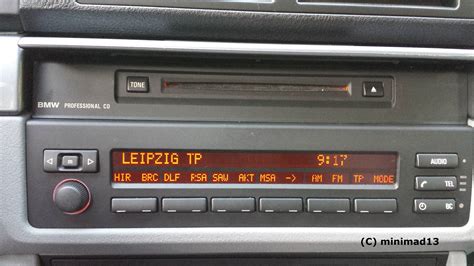 TONE
BMW PROFESSIONAL CD
LEIPZIG TP 9:17
HIR BRC DLF RSA SAW AKT MSA -> AM FM TP MODE
m
AUDIO
TEL
BC
(C) minimad13